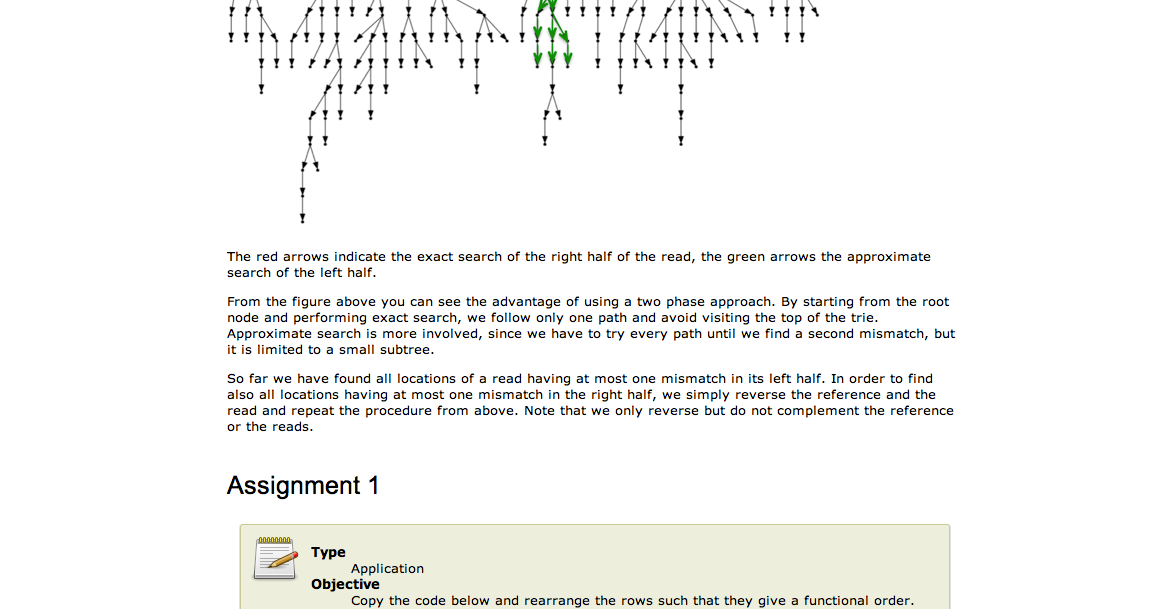 The red arrows indicate the exact search of the right half of the read, the green arrows the approximate
search of the left half.
From the figure above you can see the advantage of using a two phase approach. By starting from the root
node and performing exact search, we follow only one path and avoid visiting the top of the trie.
Approximate search is more involved, since we have to try every path until we find a second mismatch, but
it is limited to a small subtree.
So far we have found all locations of a read having at most one mismatch in its left half. In order to find
also all locations having at most one mismatch in the right half, we simply reverse the reference and the
read and repeat the procedure from above. Note that we only reverse but do not complement the reference
or the reads.
Assignment 1
Type
Application
Objective
Copy the code below and rearrange the rows such that they give a functional order.